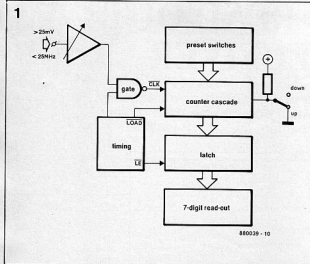 1
>25mV
<25MHz
preset switches
gate
CLK
down
counter cascade
up
LOAD
timing
latch
LE
7-digit read-out
880039 - 10